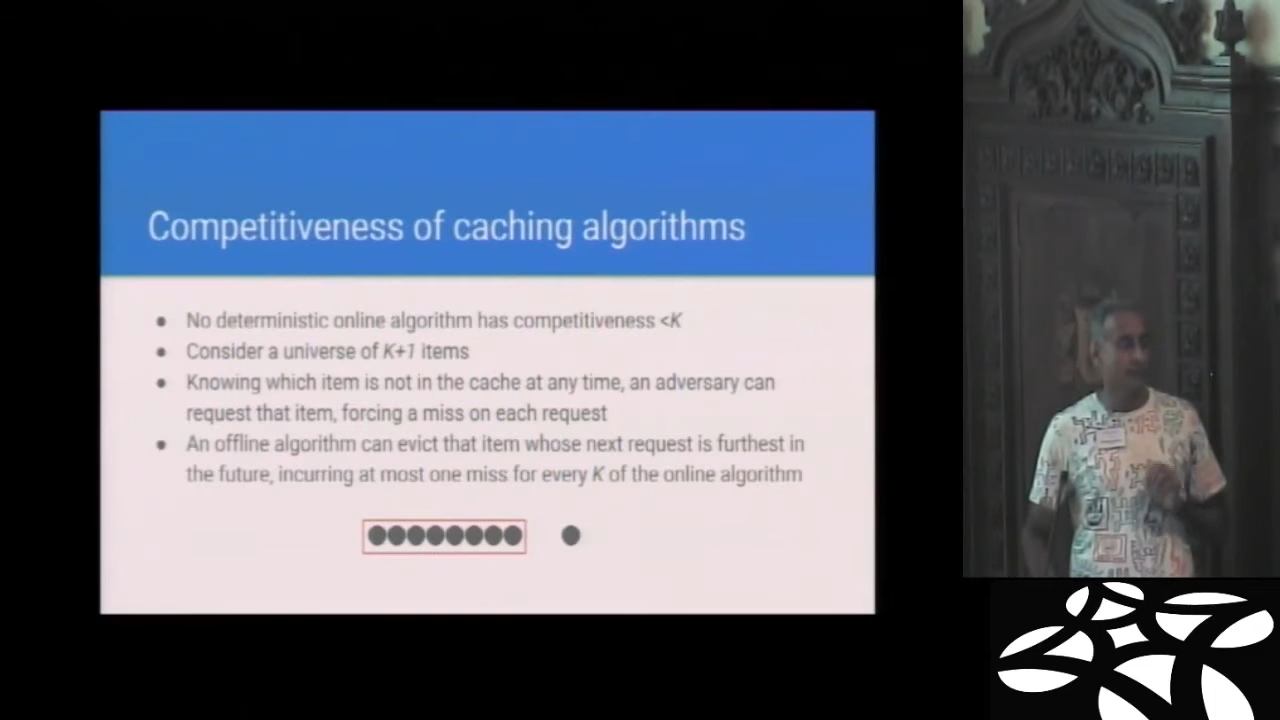 Competitiveness of caching algorithms
No deterministic online algorithm has competitiveness <K
Consider a universe of K+1 items
Knowing which item is not in the cache at any time, an adversary can
request that item, forcing a miss on each request
An offline algorithm can evict that item whose next request is furthest in
the future, incurring at most one miss for every K of the online algorithm